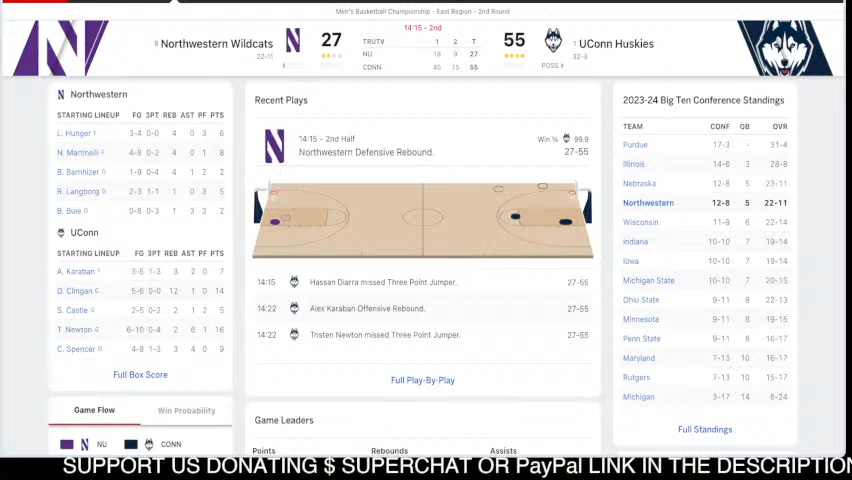 Men's Basketball Championship - East Region - 2nd Round
9 Northwestern Wildcats
22-11
27
14:15 - 2nd
TRUTV 1 2 T
NU 18 9 27
CONN 40 15 55
55
POSS
1 UConn Huskies
32-3
Northwestern
STARTING LINEUP FG 3PT REB AST PF PTS
L. Hunger F 3-4 0-0 4 0 3 6
N. Martinelli F 4-8 0-2 4 0 1 8
B. Barnhizer G 1-9 0-4 4 1 2 2
R. Langborg G 2-3 1-1 1 0 3 5
B. Buie G 0-8 0-3 1 3 3 2
UConn
STARTING LINEUP FG 3PT REB AST PF PTS
A. Karaban F 3-5 1-3 3 2 0 7
D. Clingan C 5-6 0-0 12 1 0 14
S. Castle G 2-5 0-2 2 1 2 5
T. Newton G 6-10 0-4 2 6 1 16
C. Spencer G 4-8 1-3 3 4 0 9
Full Box Score
Game Flow Win Probability
NU CONN
Recent Plays
14:15 - 2nd Half
Northwestern Defensive Rebound.
Win % 99.9
27-55
14:15 Hassan Diarra missed Three Point Jumper. 27-55
14:22 Alex Karaban Offensive Rebound. 27-55
14:22 Tristen Newton missed Three Point Jumper. 27-55
Full Play-By-Play
Game Leaders
Points Rebounds Assists
2023-24 Big Ten Conference Standings
TEAM CONF GB OVR
Purdue 17-3 - 31-4
Illinois 14-6 3 28-8
Nebraska 12-8 5 23-11
Northwestern 12-8 5 22-11
Wisconsin 11-9 6 22-14
Indiana 10-10 7 19-14
Iowa 10-10 7 19-14
Michigan State 10-10 7 20-15
Ohio State 9-11 8 22-13
Minnesota 9-11 8 19-15
Penn State 9-11 8 16-17
Maryland 7-13 10 16-17
Rutgers 7-13 10 15-17
Michigan 3-17 14 8-24
Full Standings
SUPPORT US DONATING $ SUPERCHAT OR PayPal LINK IN THE DESCRIPTION